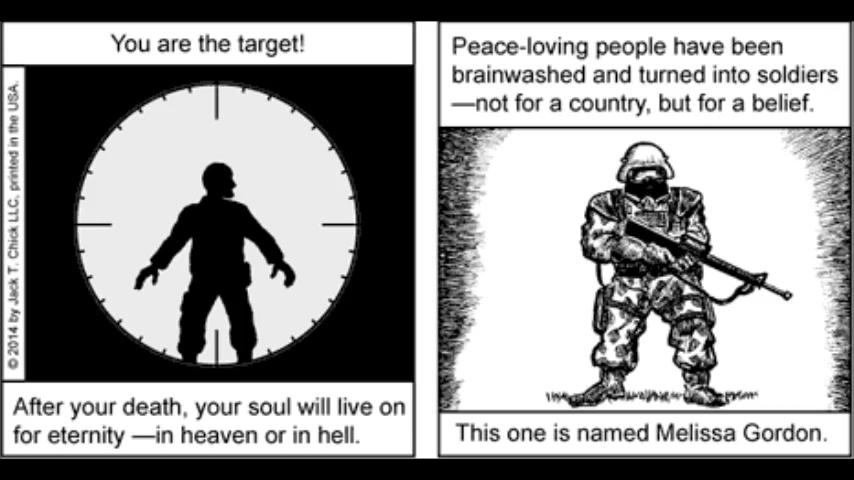 You are the target!
© 2014 by Jack T. Chick LLC, printed in the USA.
After your death, your soul will live on
for eternity —in heaven or in hell.
Peace-loving people have been
brainwashed and turned into soldiers
—not for a country, but for a belief.
This one is named Melissa Gordon.